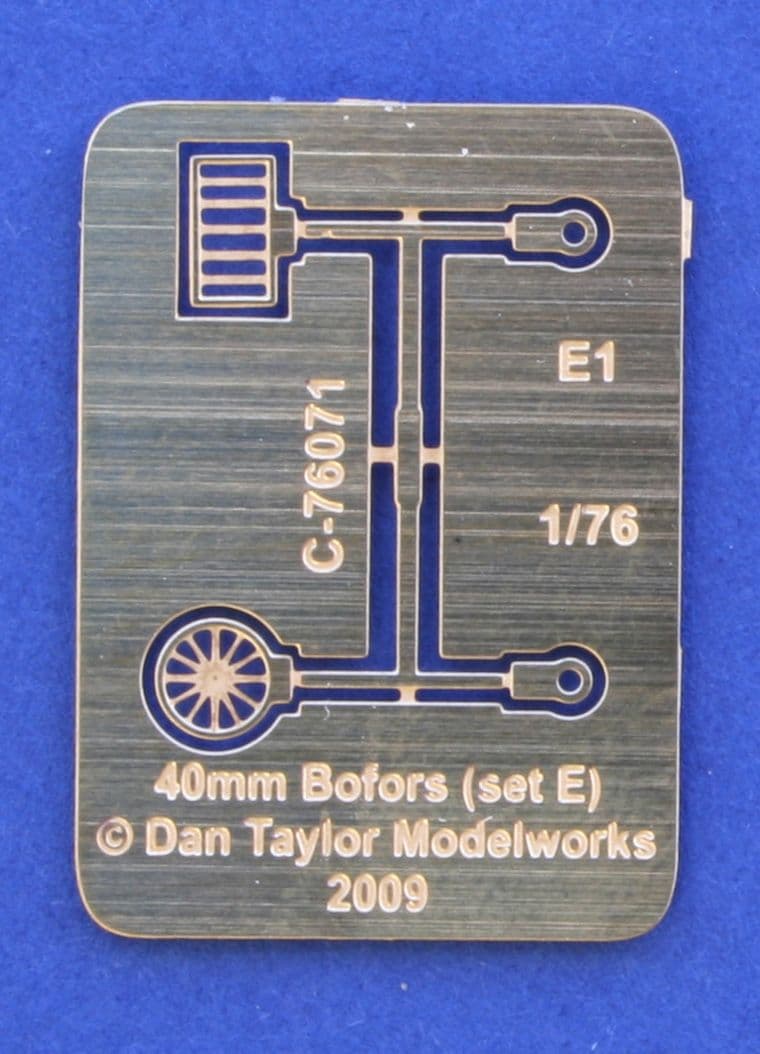 E1
C-76071
1/76
40mm Bofors (set E)
© Dan Taylor Modelworks
2009